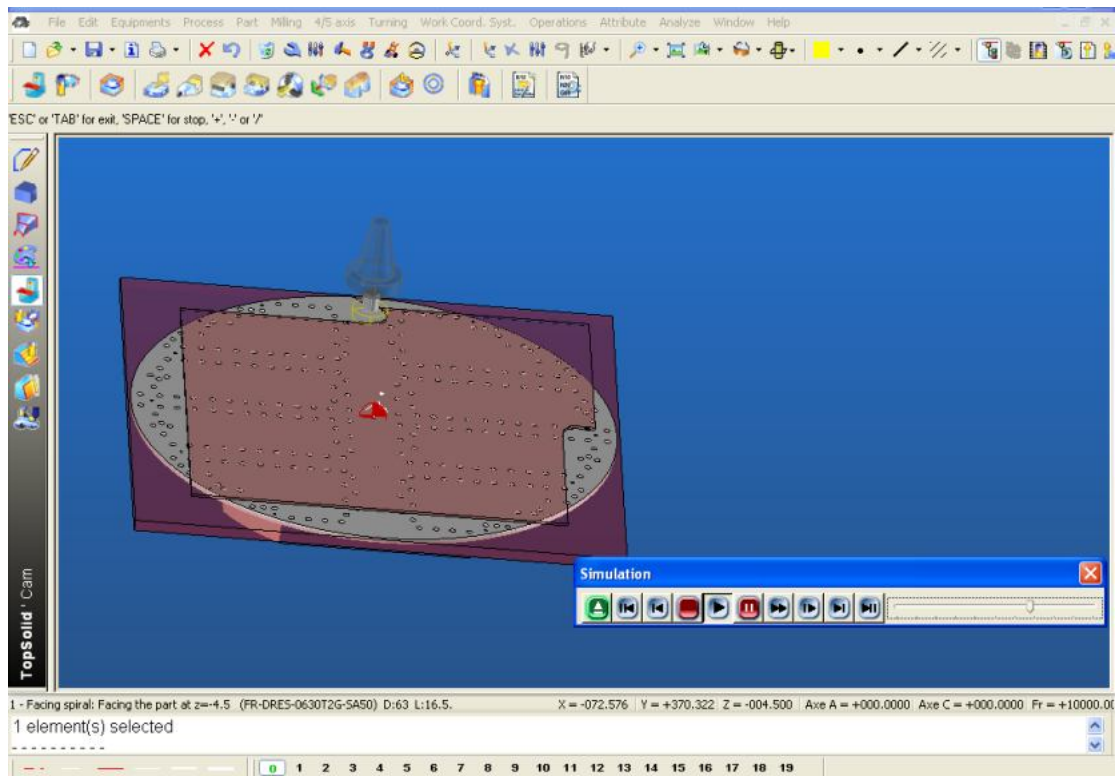 File Edit Equipments Process Part Milling 4/5 axis Turning Work Coord. Syst. Operations Attribute Analyze Window Help
'ESC' or 'TAB' for exit, 'SPACE' for stop, '+', '-' or '/'
Simulation
TopSolid'Cam
1 - Facing spiral: Facing the part at z=-4.5 (FR-DRES-0630T2G-SA50) D:63 L:16.5. X = -072.576 Y = +370.322 Z = -004.500 Axe A = +000.0000 Axe C = +000.0000 Fr = +10000.00
1 element(s) selected
----------
0 1 2 3 4 5 6 7 8 9 10 11 12 13 14 15 16 17 18 19